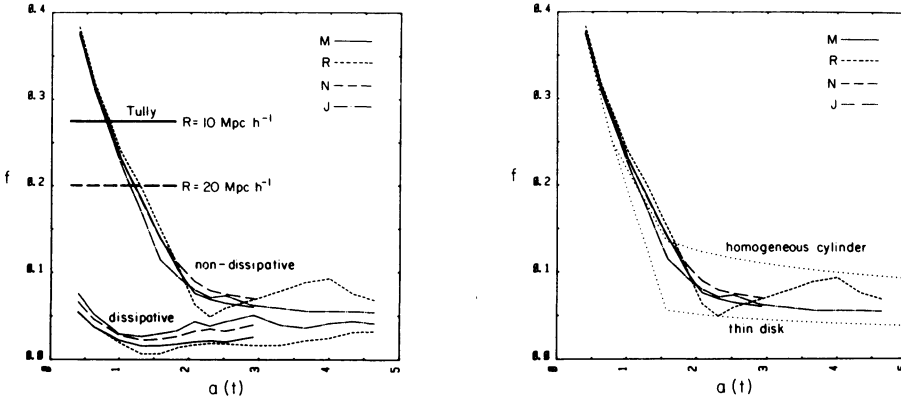 0.4
0.3
0.2
0.1
0.0
f
M
R
N
J
Tully
R = 10 Mpc h⁻¹
R = 20 Mpc h⁻¹
non-dissipative
dissipative
0 1 2 3 4 5
a (t)
0.4
0.3
0.2
0.1
0.0
f
M
R
N
J
homogeneous cylinder
thin disk
0 1 2 3 4 5
a (t)